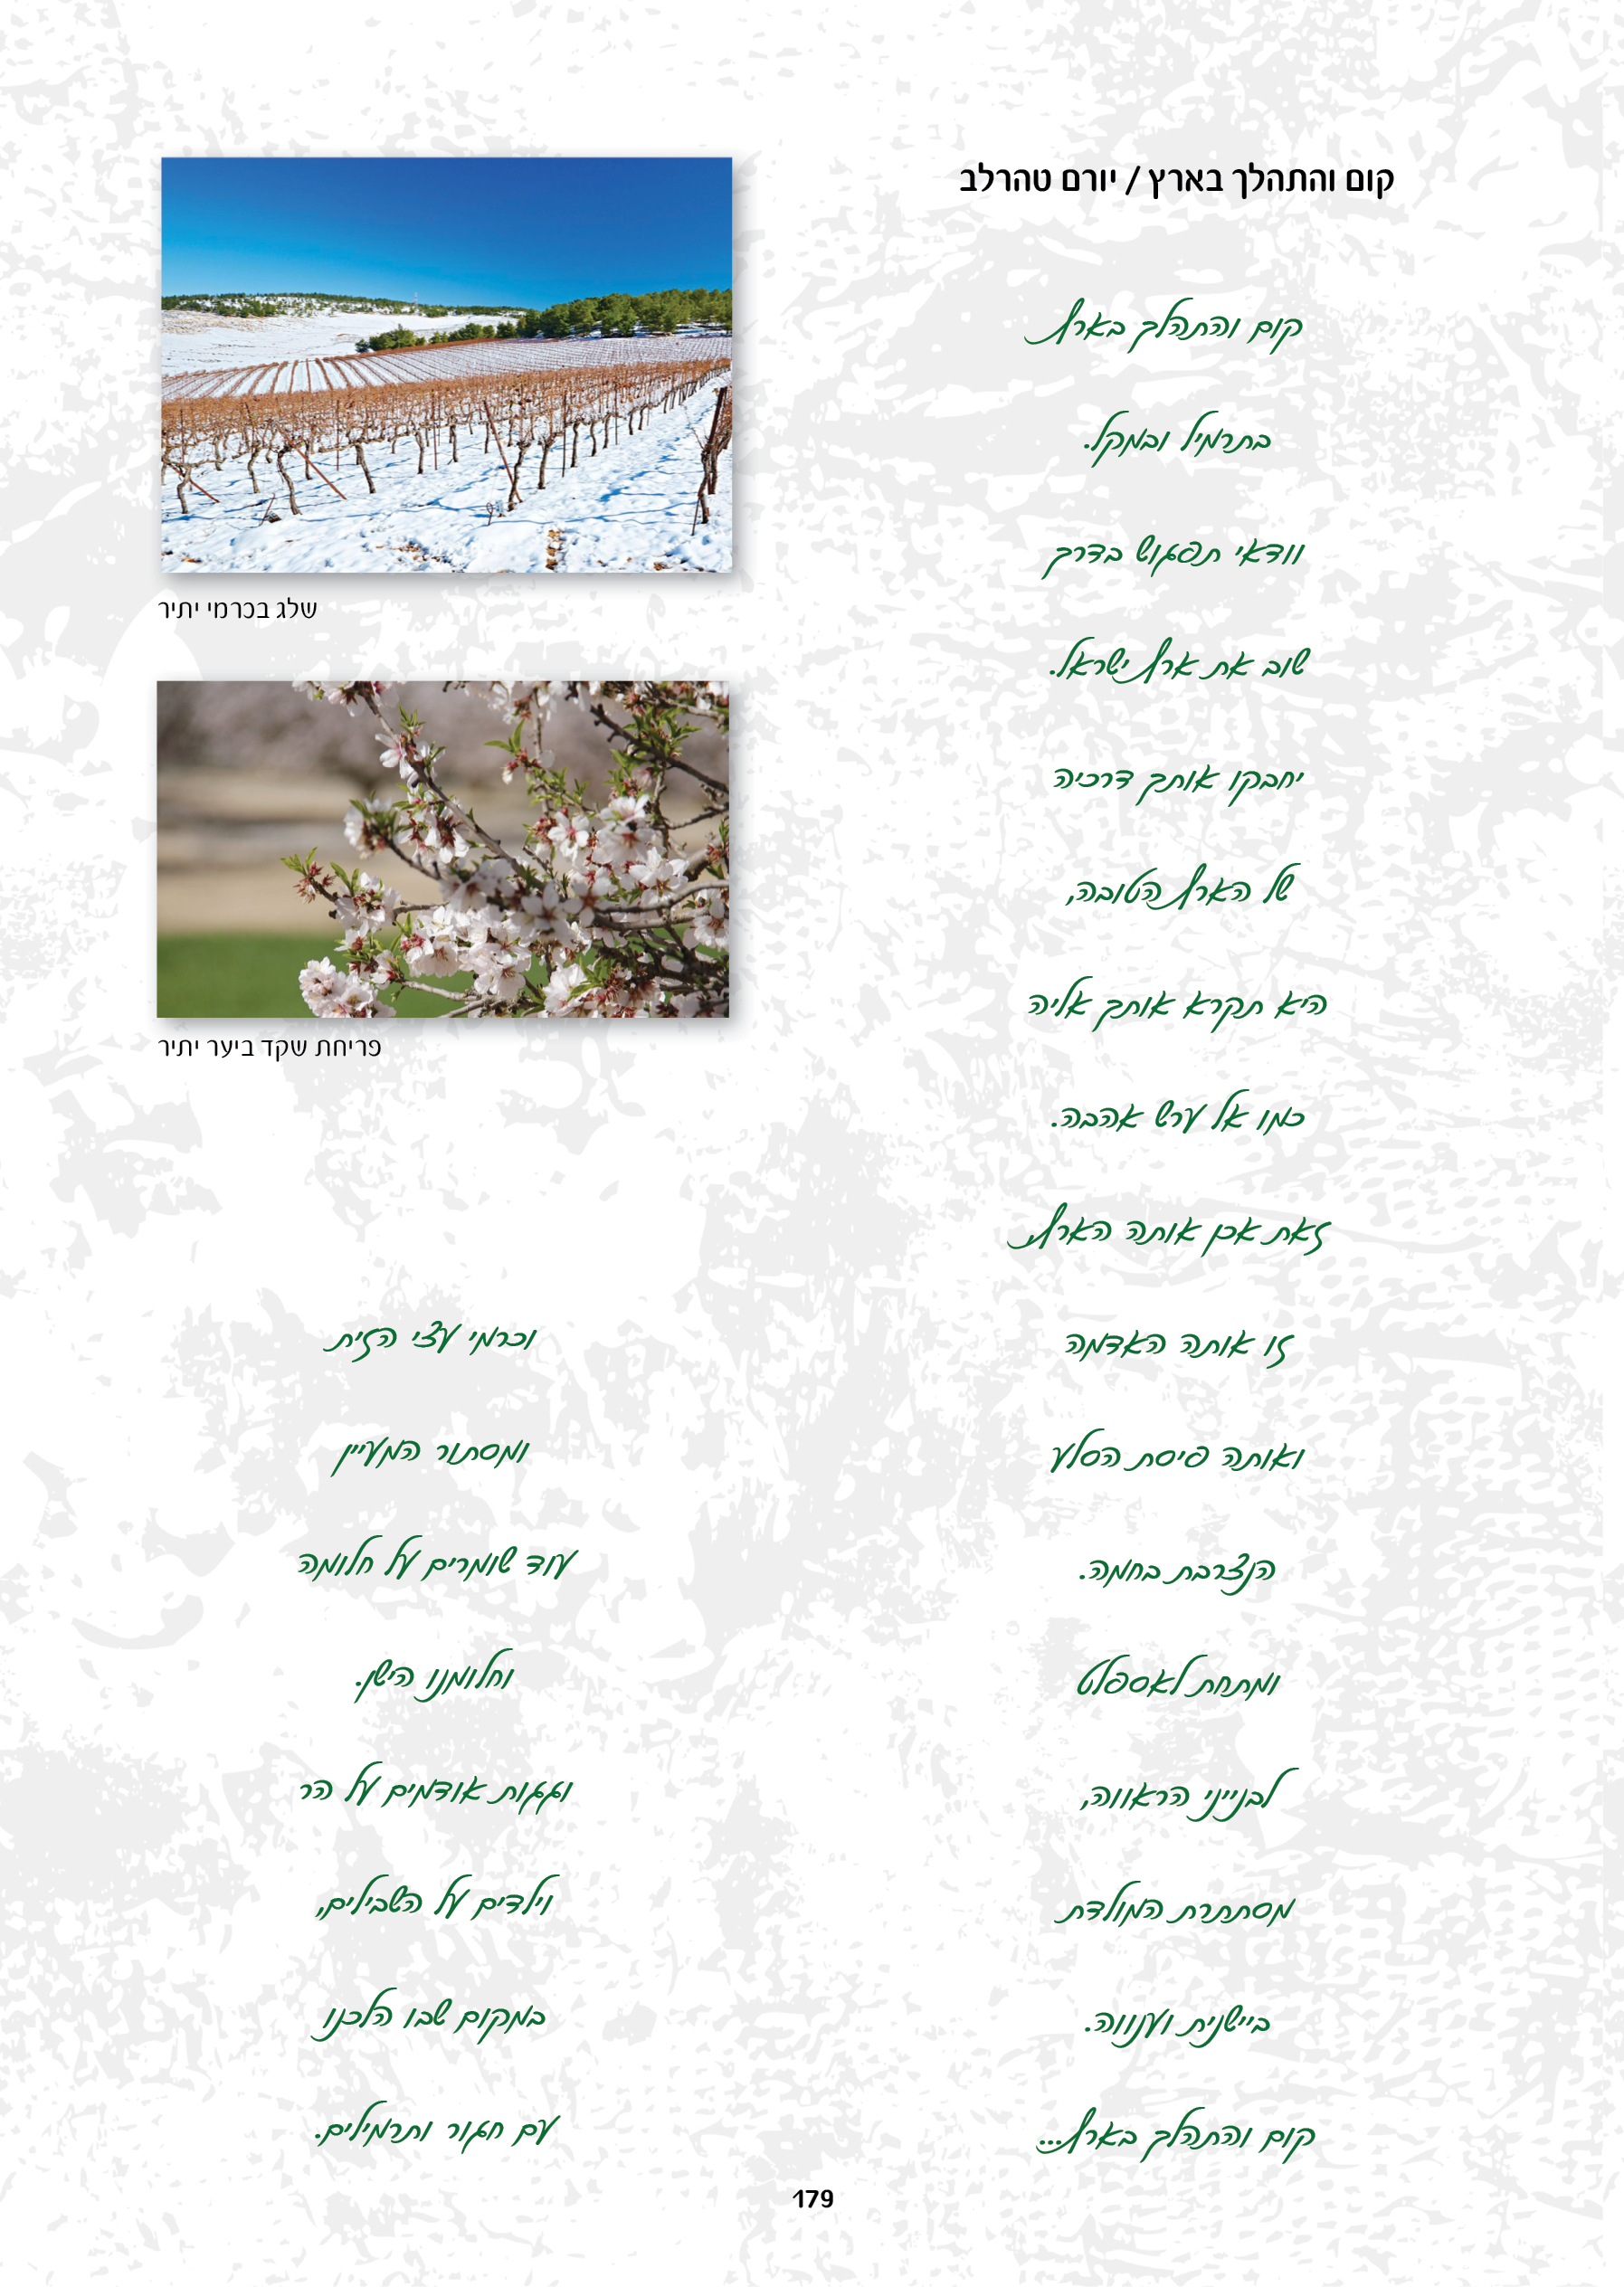 קום והתהלך בארץ / יורם טהרלב
קום והתהלך בארץ
בתרמיל ובמקל.
וודאי תפגוש בדרך
שוב את ארץ ישראל.
יחבקו אותך דרכיה
של הארץ הטובה,
היא תקרא אותך אליה
כמו אל ערש אהבה.
זאת אכן אותה הארץ,
זו אותה האדמה
ואותה פיסת הסלע
הנצרבת בחמה.
ומתחת לאספלט
לבנייני הראווה,
מסתתרת המולדת
ביישנית וענווה.
קום והתהלך בארץ...
שלג בכרמי יתיר
פריחת שקד ביער יתיר
וכרמי עצי הזית
ומסתור המעיין
עוד שומרים על חלומה
וחלומנו הישן.
וגגות אודמים על הר
וילדים על השבילים,
במקום שבו הלכנו
עם חגור ותרמילים.
179